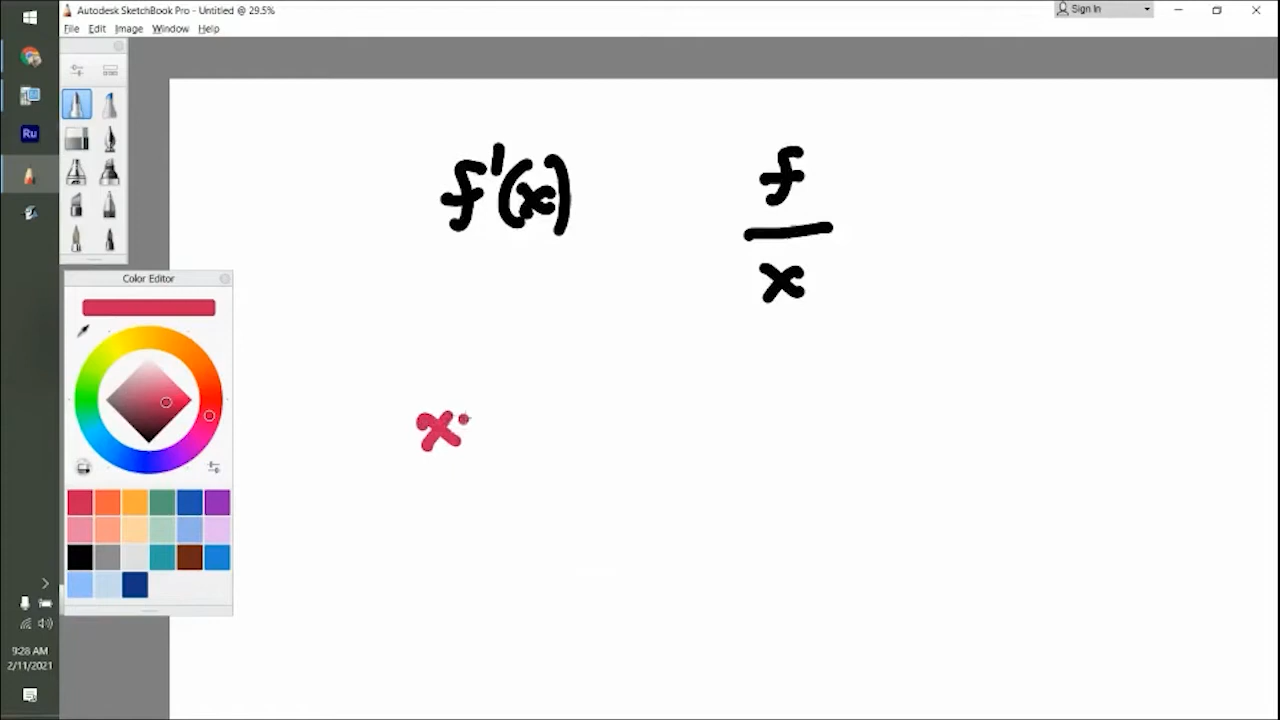 Autodesk SketchBook Pro - Untitled @ 29.5%
Sign In
File Edit Image Window Help
Ru
f'(x)
f
x
Color Editor
x
9:28 AM
2/11/2021